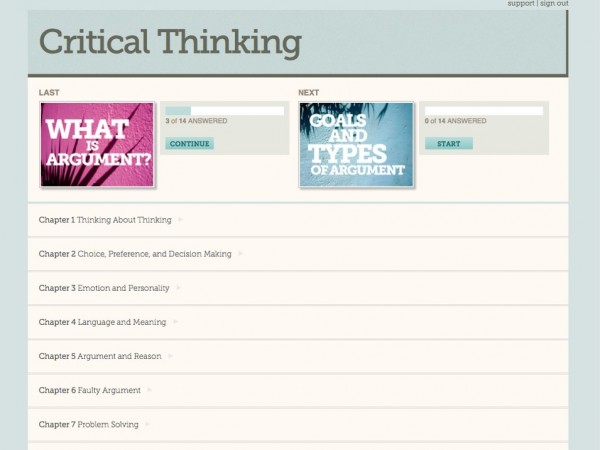 support | sign out
Critical Thinking
LAST
NEXT
WHAT
IS
ARGUMENT?
3 of 14 ANSWERED
CONTINUE
GOALS
AND
TYPES
OF ARGUMENT
0 of 14 ANSWERED
START
Chapter 1 Thinking About Thinking
Chapter 2 Choice, Preference, and Decision Making
Chapter 3 Emotion and Personality
Chapter 4 Language and Meaning
Chapter 5 Argument and Reason
Chapter 6 Faulty Argument
Chapter 7 Problem Solving